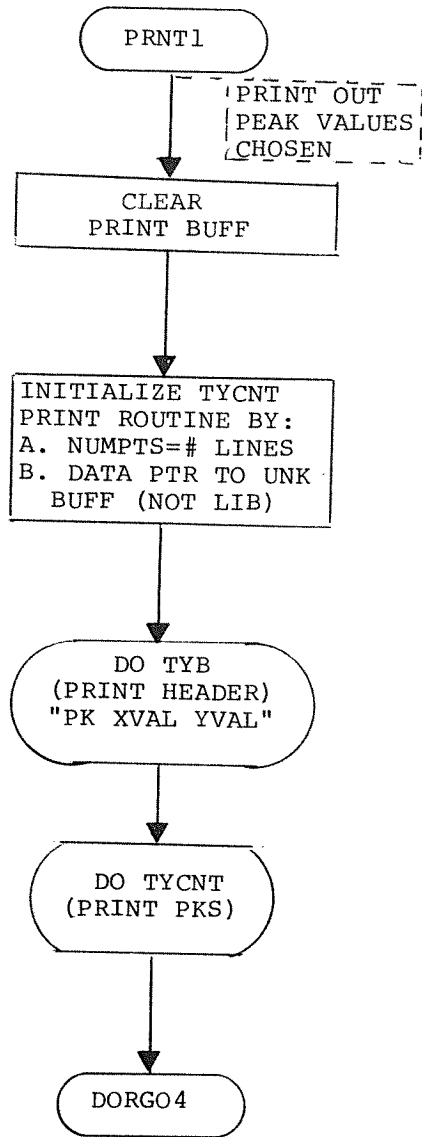 PRNT1
PRINT OUT
PEAK VALUES
CHOSEN
CLEAR
PRINT BUFF
INITIALIZE TYCNT
PRINT ROUTINE BY:
A. NUMPTS=# LINES
B. DATA PTR TO UNK
BUFF (NOT LIB)
DO TYB
(PRINT HEADER)
"PK XVAL YVAL"
DO TYCNT
(PRINT PKS)
DORGO4